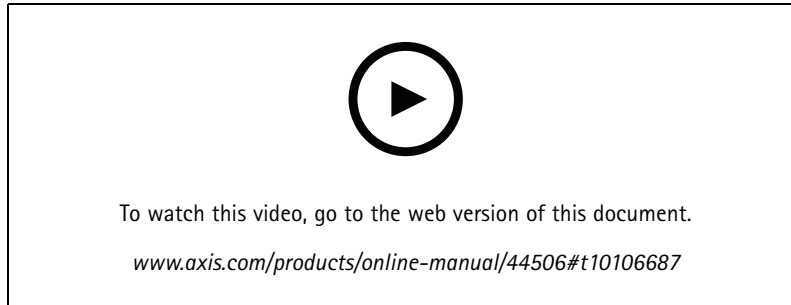 To watch this video, go to the web version of this document.
www.axis.com/products/online-manual/44506#t10106687